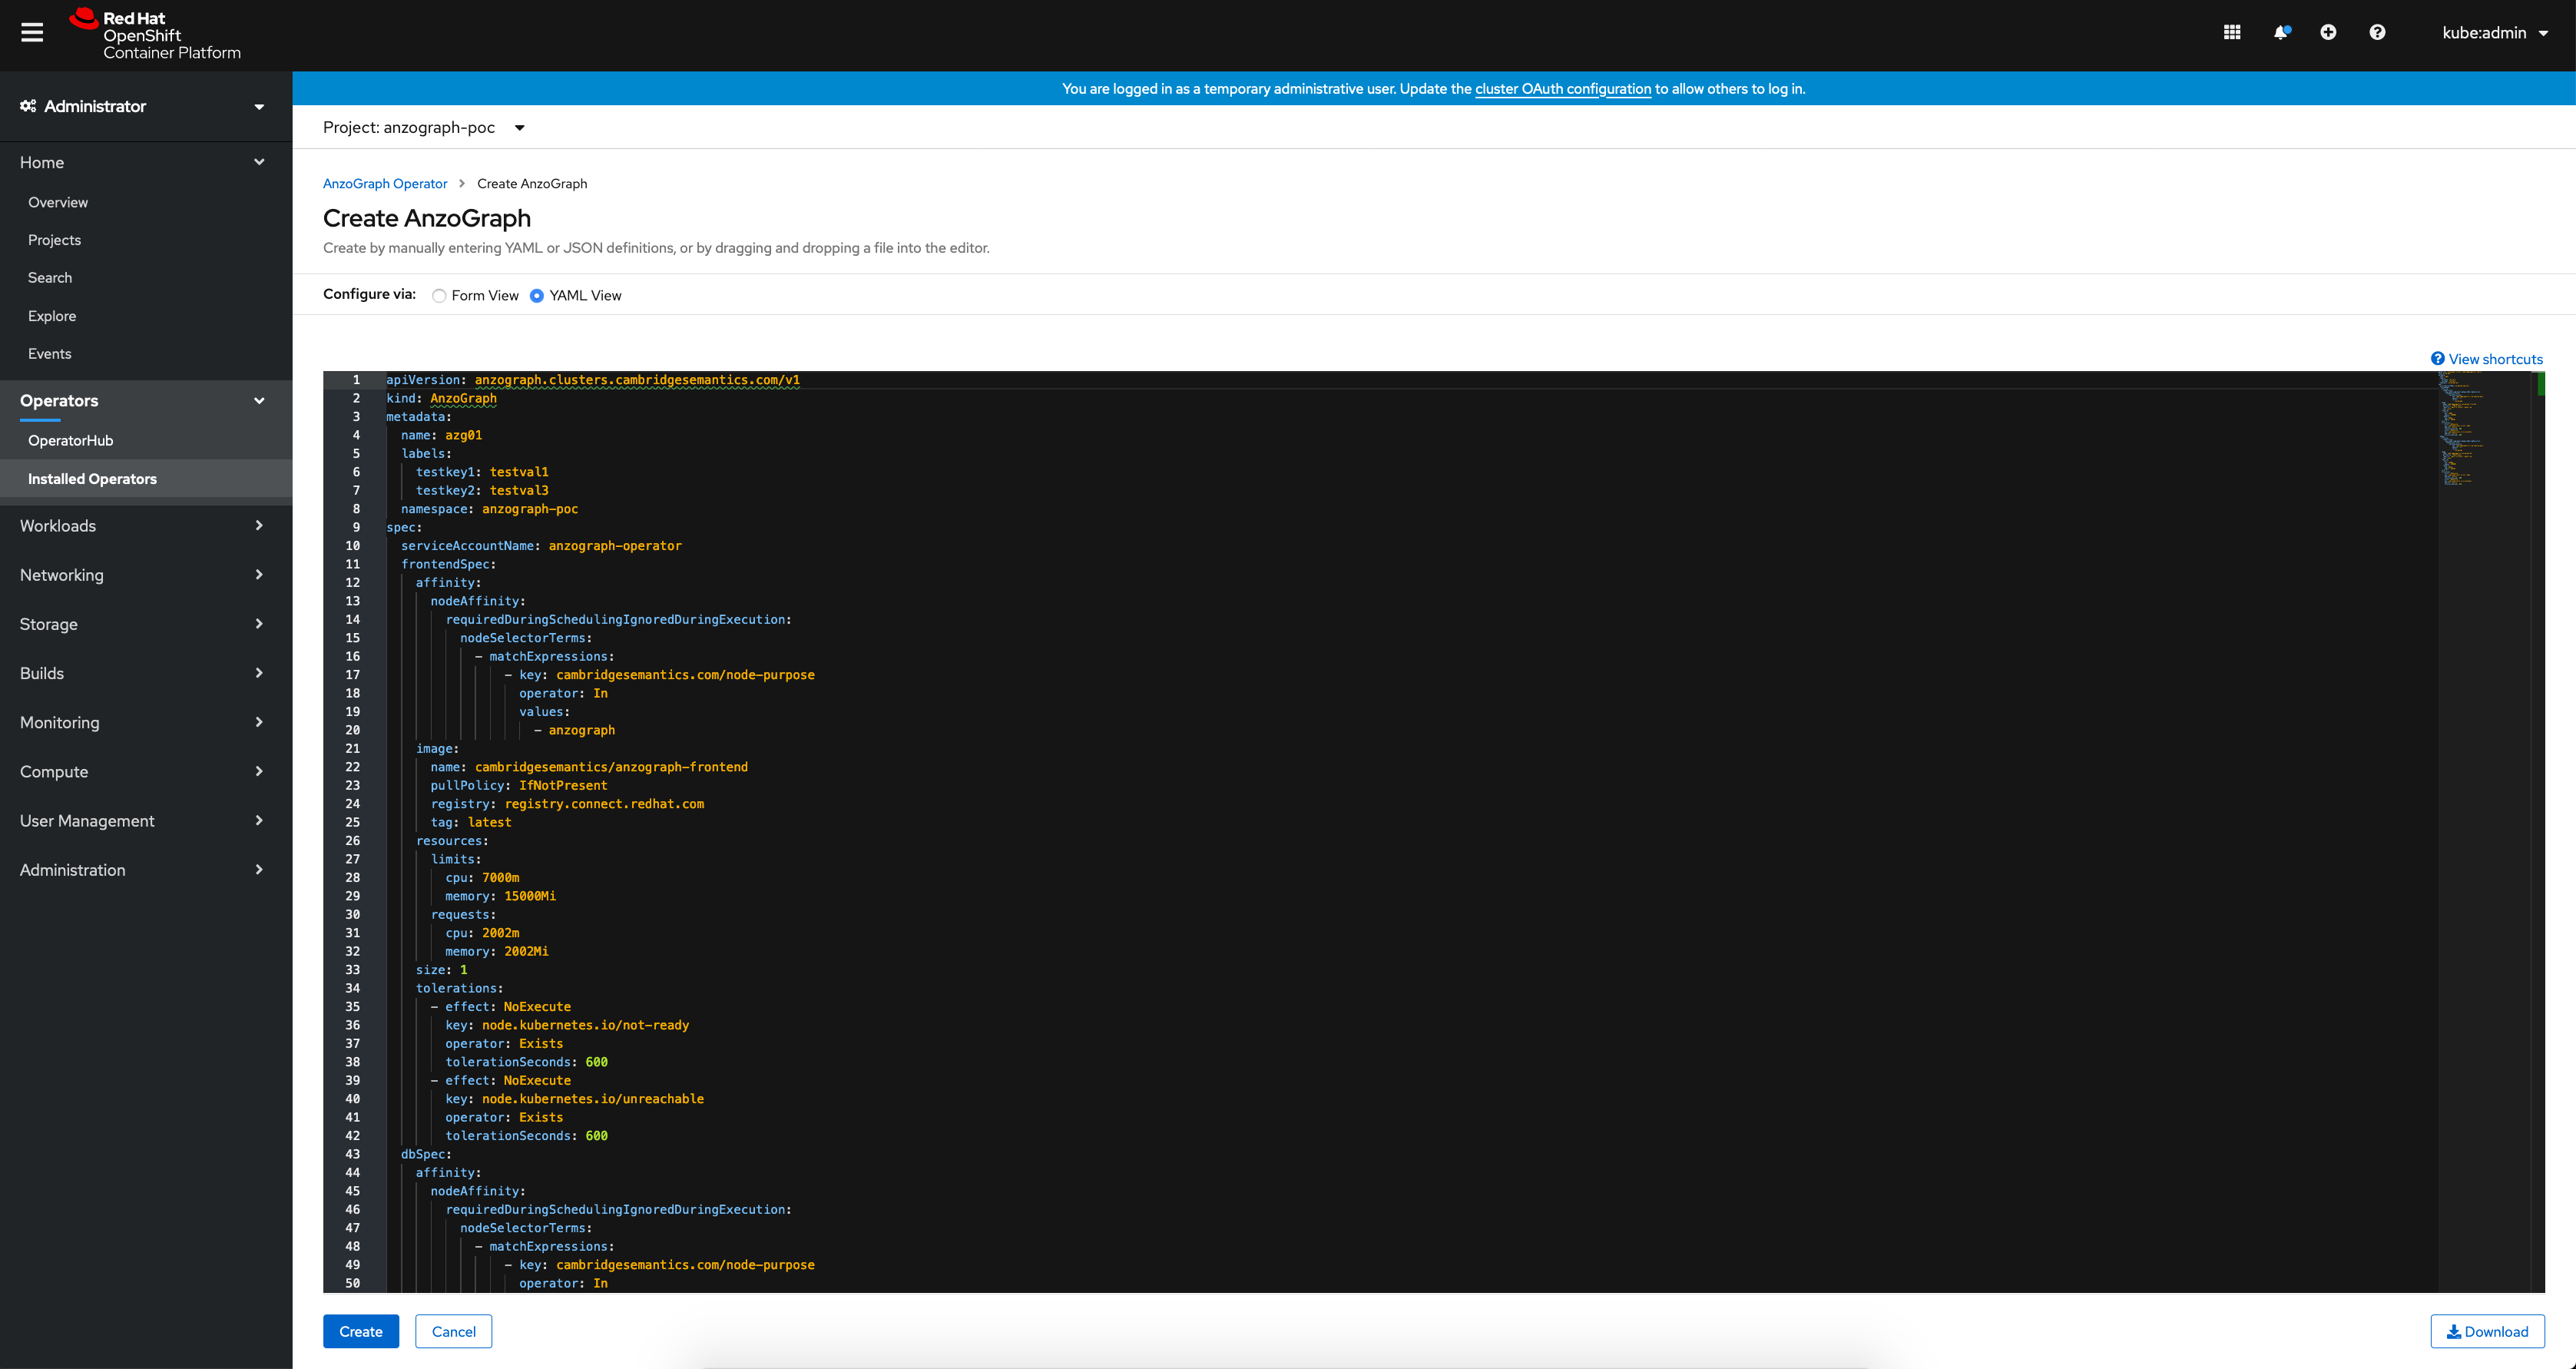 Red Hat
OpenShift
Container Platform
kube:admin
Administrator
Home
Overview
Projects
Search
Explore
Events
Operators
OperatorHub
Installed Operators
Workloads
Networking
Storage
Builds
Monitoring
Compute
User Management
Administration
You are logged in as a temporary administrative user. Update the cluster OAuth configuration to allow others to log in.
Project: anzograph-poc
AnzoGraph Operator > Create AnzoGraph
Create AnzoGraph
Create by manually entering YAML or JSON definitions, or by dragging and dropping a file into the editor.
Configure via: Form View YAML View
View shortcuts
1 apiVersion: anzograph.clusters.cambridgesemantics.com/v1
2 kind: AnzoGraph
3 metadata:
4 name: azg01
5 labels:
6 testkey1: testval1
7 testkey2: testval3
8 namespace: anzograph-poc
9 spec:
10 serviceAccountName: anzograph-operator
11 frontendSpec:
12 affinity:
13 nodeAffinity:
14 requiredDuringSchedulingIgnoredDuringExecution:
15 nodeSelectorTerms:
16 - matchExpressions:
17 - key: cambridgesemantics.com/node-purpose
18 operator: In
19 values:
20 - anzograph
21 image:
22 name: cambridgesemantics/anzograph-frontend
23 pullPolicy: IfNotPresent
24 registry: registry.connect.redhat.com
25 tag: latest
26 resources:
27 limits:
28 cpu: 7000m
29 memory: 15000Mi
30 requests:
31 cpu: 2002m
32 memory: 2002Mi
33 size: 1
34 tolerations:
35 - effect: NoExecute
36 key: node.kubernetes.io/not-ready
37 operator: Exists
38 tolerationSeconds: 600
39 - effect: NoExecute
40 key: node.kubernetes.io/unreachable
41 operator: Exists
42 tolerationSeconds: 600
43 dbSpec:
44 affinity:
45 nodeAffinity:
46 requiredDuringSchedulingIgnoredDuringExecution:
47 nodeSelectorTerms:
48 - matchExpressions:
49 - key: cambridgesemantics.com/node-purpose
50 operator: In
Create
Cancel
Download